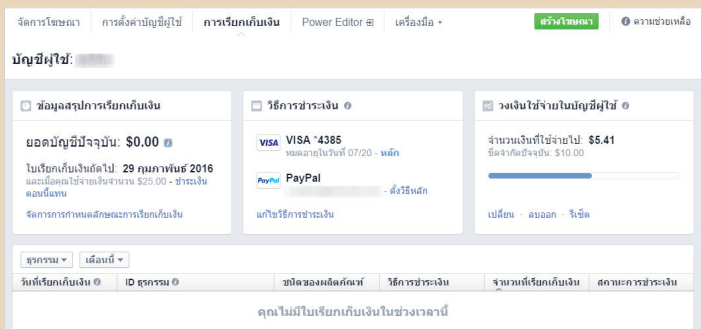 จัดการโฆษณา การตั้งค่าบัญชีผู้ใช้ การเรียกเก็บเงิน Power Editor เครื่องมือ สร้างโฆษณา ความช่วยเหลือ
บัญชีผู้ใช้:
ข้อมูลสรุปการเรียกเก็บเงิน
ยอดบัญชีปัจจุบัน: $0.00
ใบเรียกเก็บเงินถัดไป: 29 กุมภาพันธ์ 2016
และเมื่อคุณใช้จ่ายเงินจำนวน $25.00 - ชำระเงิน
ตอนนี้แทน
จัดการการกำหนดลักษณะการเรียกเก็บเงิน
วิธีการชำระเงิน
VISA VISA *4385
หมดอายุในวันที่ 07/20 - หลัก
PayPal PayPal
- ตั้งวิธีหลัก
แก้ไขวิธีการชำระเงิน
วงเงินใช้จ่ายในบัญชีผู้ใช้
จำนวนเงินที่ใช้จ่ายไป: $5.41
ขีดจำกัดปัจจุบัน: $10.00
เปลี่ยน · ลบออก · รีเซ็ต
ธุรกรรม เดือนนี้
วันที่เรียกเก็บเงิน ID ธุรกรรม ชนิดของผลิตภัณฑ์ วิธีการชำระเงิน จำนวนที่เรียกเก็บเงิน สถานะการชำระเงิน
คุณไม่มีใบเรียกเก็บเงินในช่วงเวลานี้